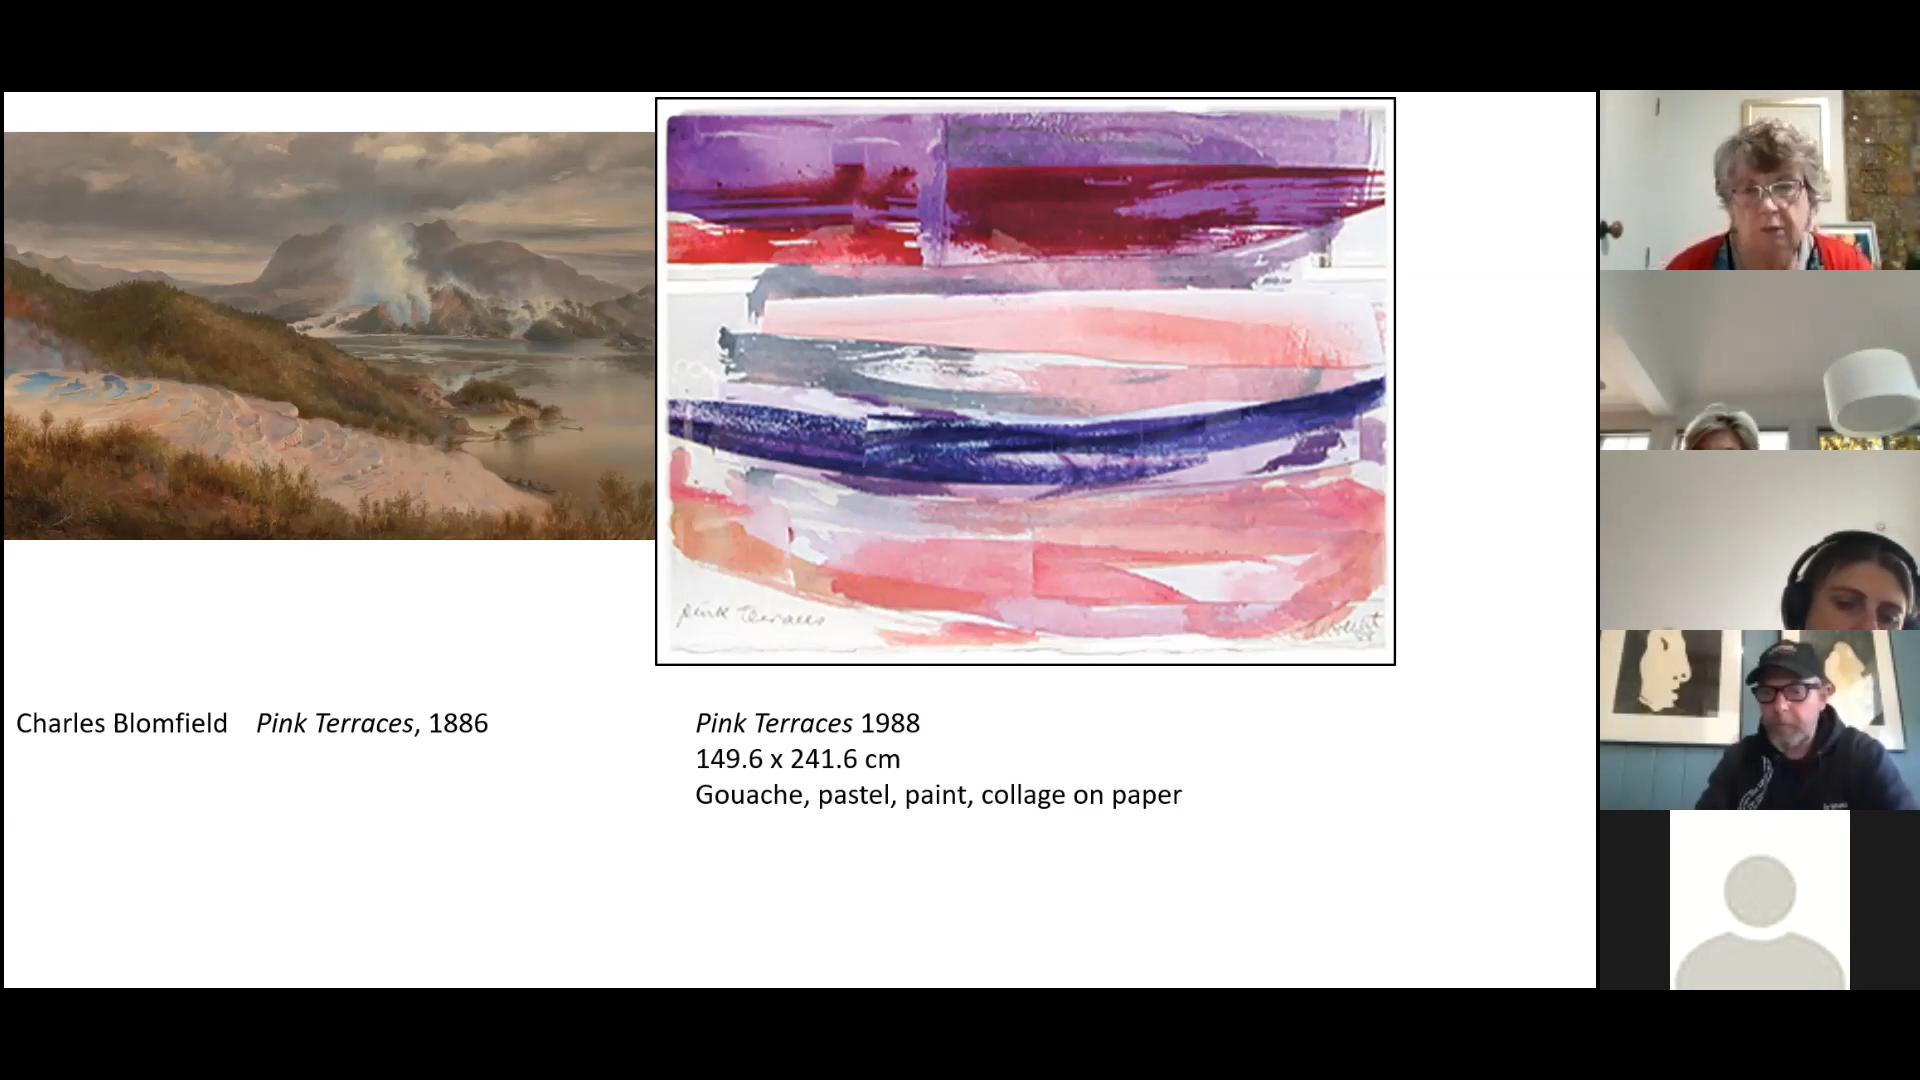 Pink Terraces
Charles Blomfield Pink Terraces, 1886
Pink Terraces 1988
149.6 x 241.6 cm
Gouache, pastel, paint, collage on paper